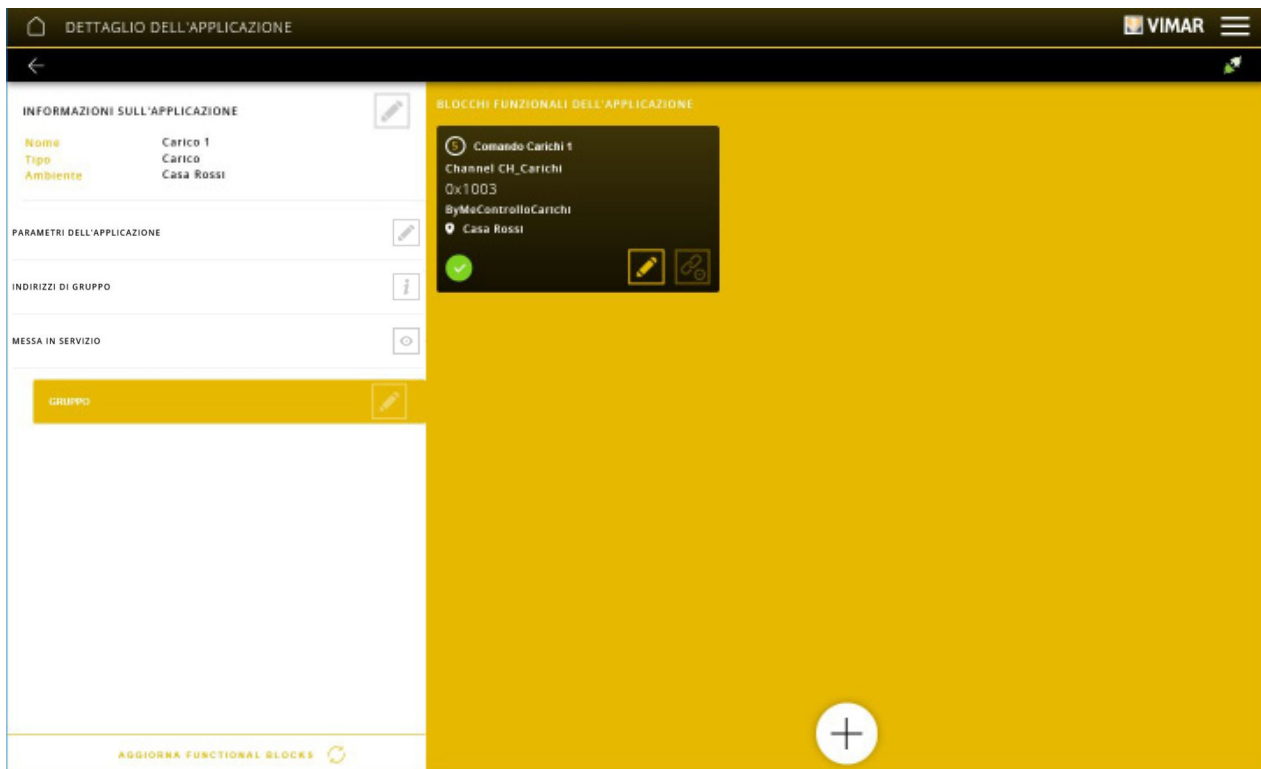 DETTAGLIO DELL'APPLICAZIONE
VIMAR
INFORMAZIONI SULL'APPLICAZIONE
Nome Carico 1
Tipo Carico
Ambiente Casa Rossi
PARAMETRI DELL'APPLICAZIONE
INDIRIZZI DI GRUPPO
i
MESSA IN SERVIZIO
GRUPPO
AGGIORNA FUNCTIONAL BLOCKS
BLOCCHI FUNZIONALI DELL'APPLICAZIONE
5 Comando Carichi 1
Channel CH_Carichi
0x1003
ByMeControlloCarichi
Casa Rossi